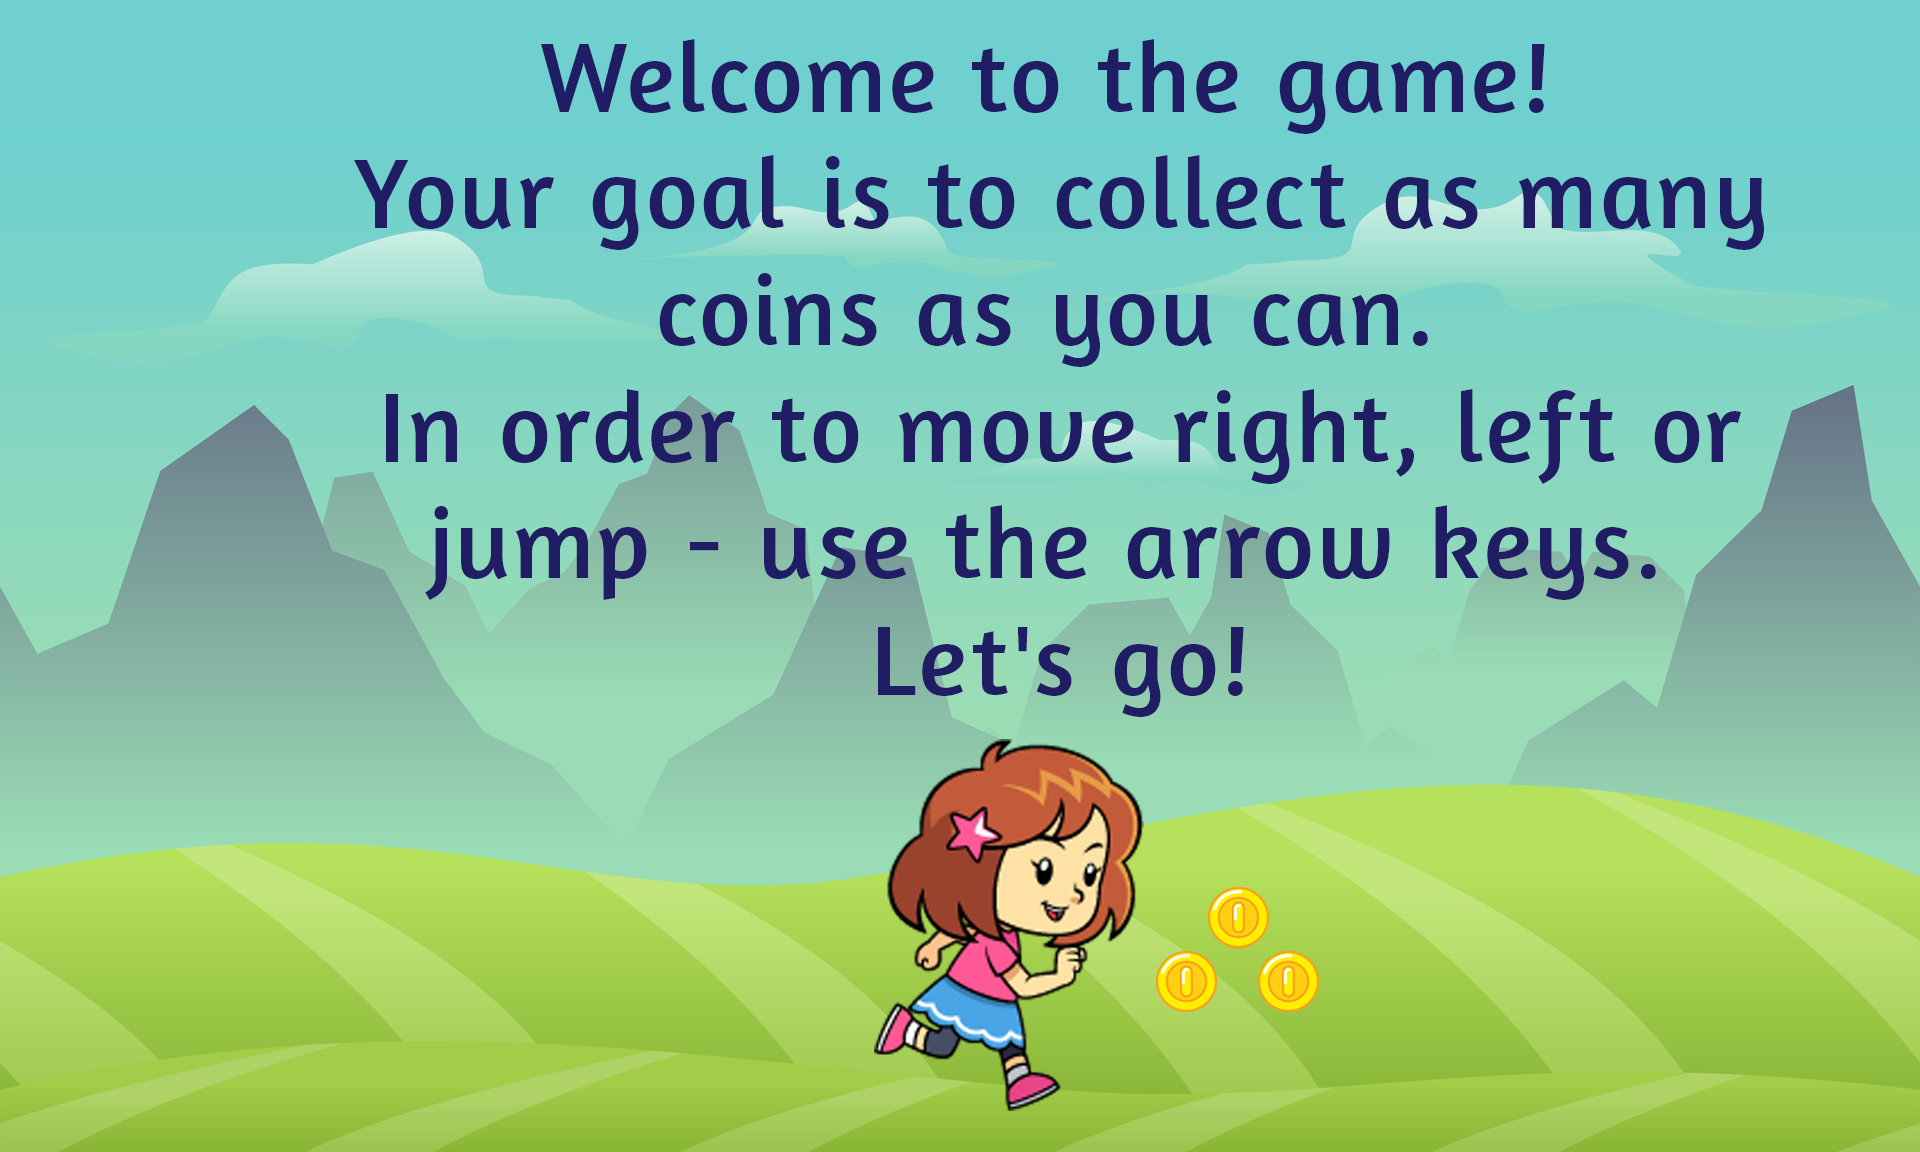 Welcome to the game!
Your goal is to collect as many
coins as you can.
In order to move right, left or
jump - use the arrow keys.
Let's go!